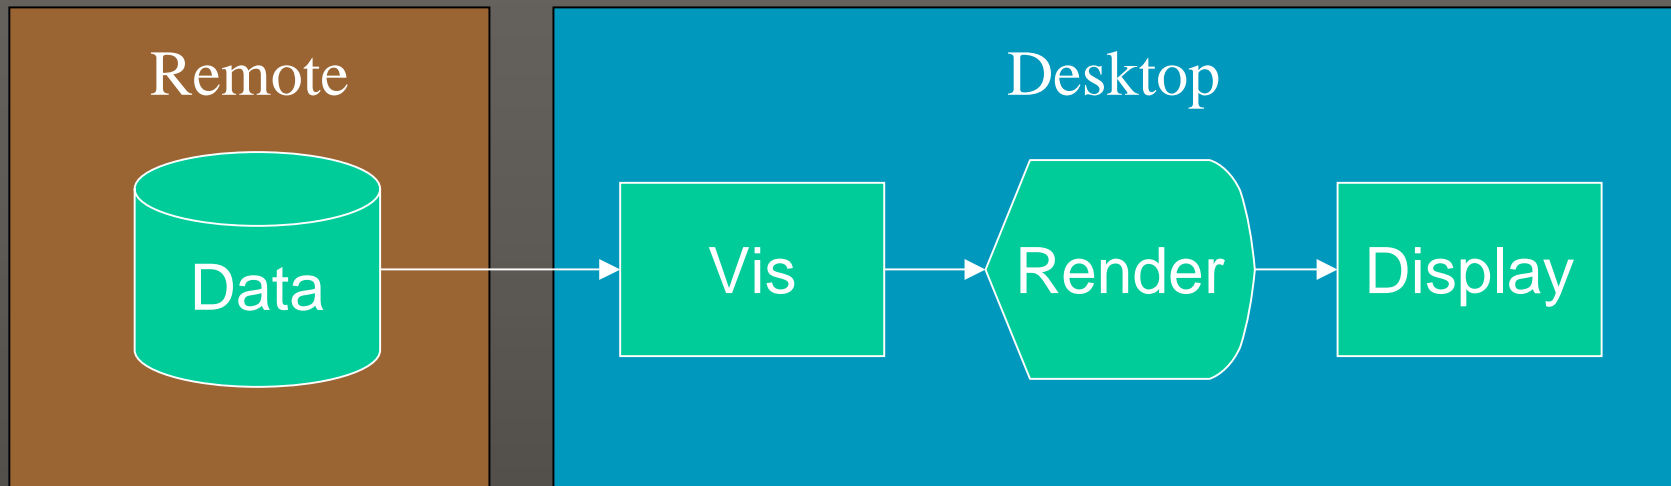 Remote
Desktop
Data
Vis
Render
Display